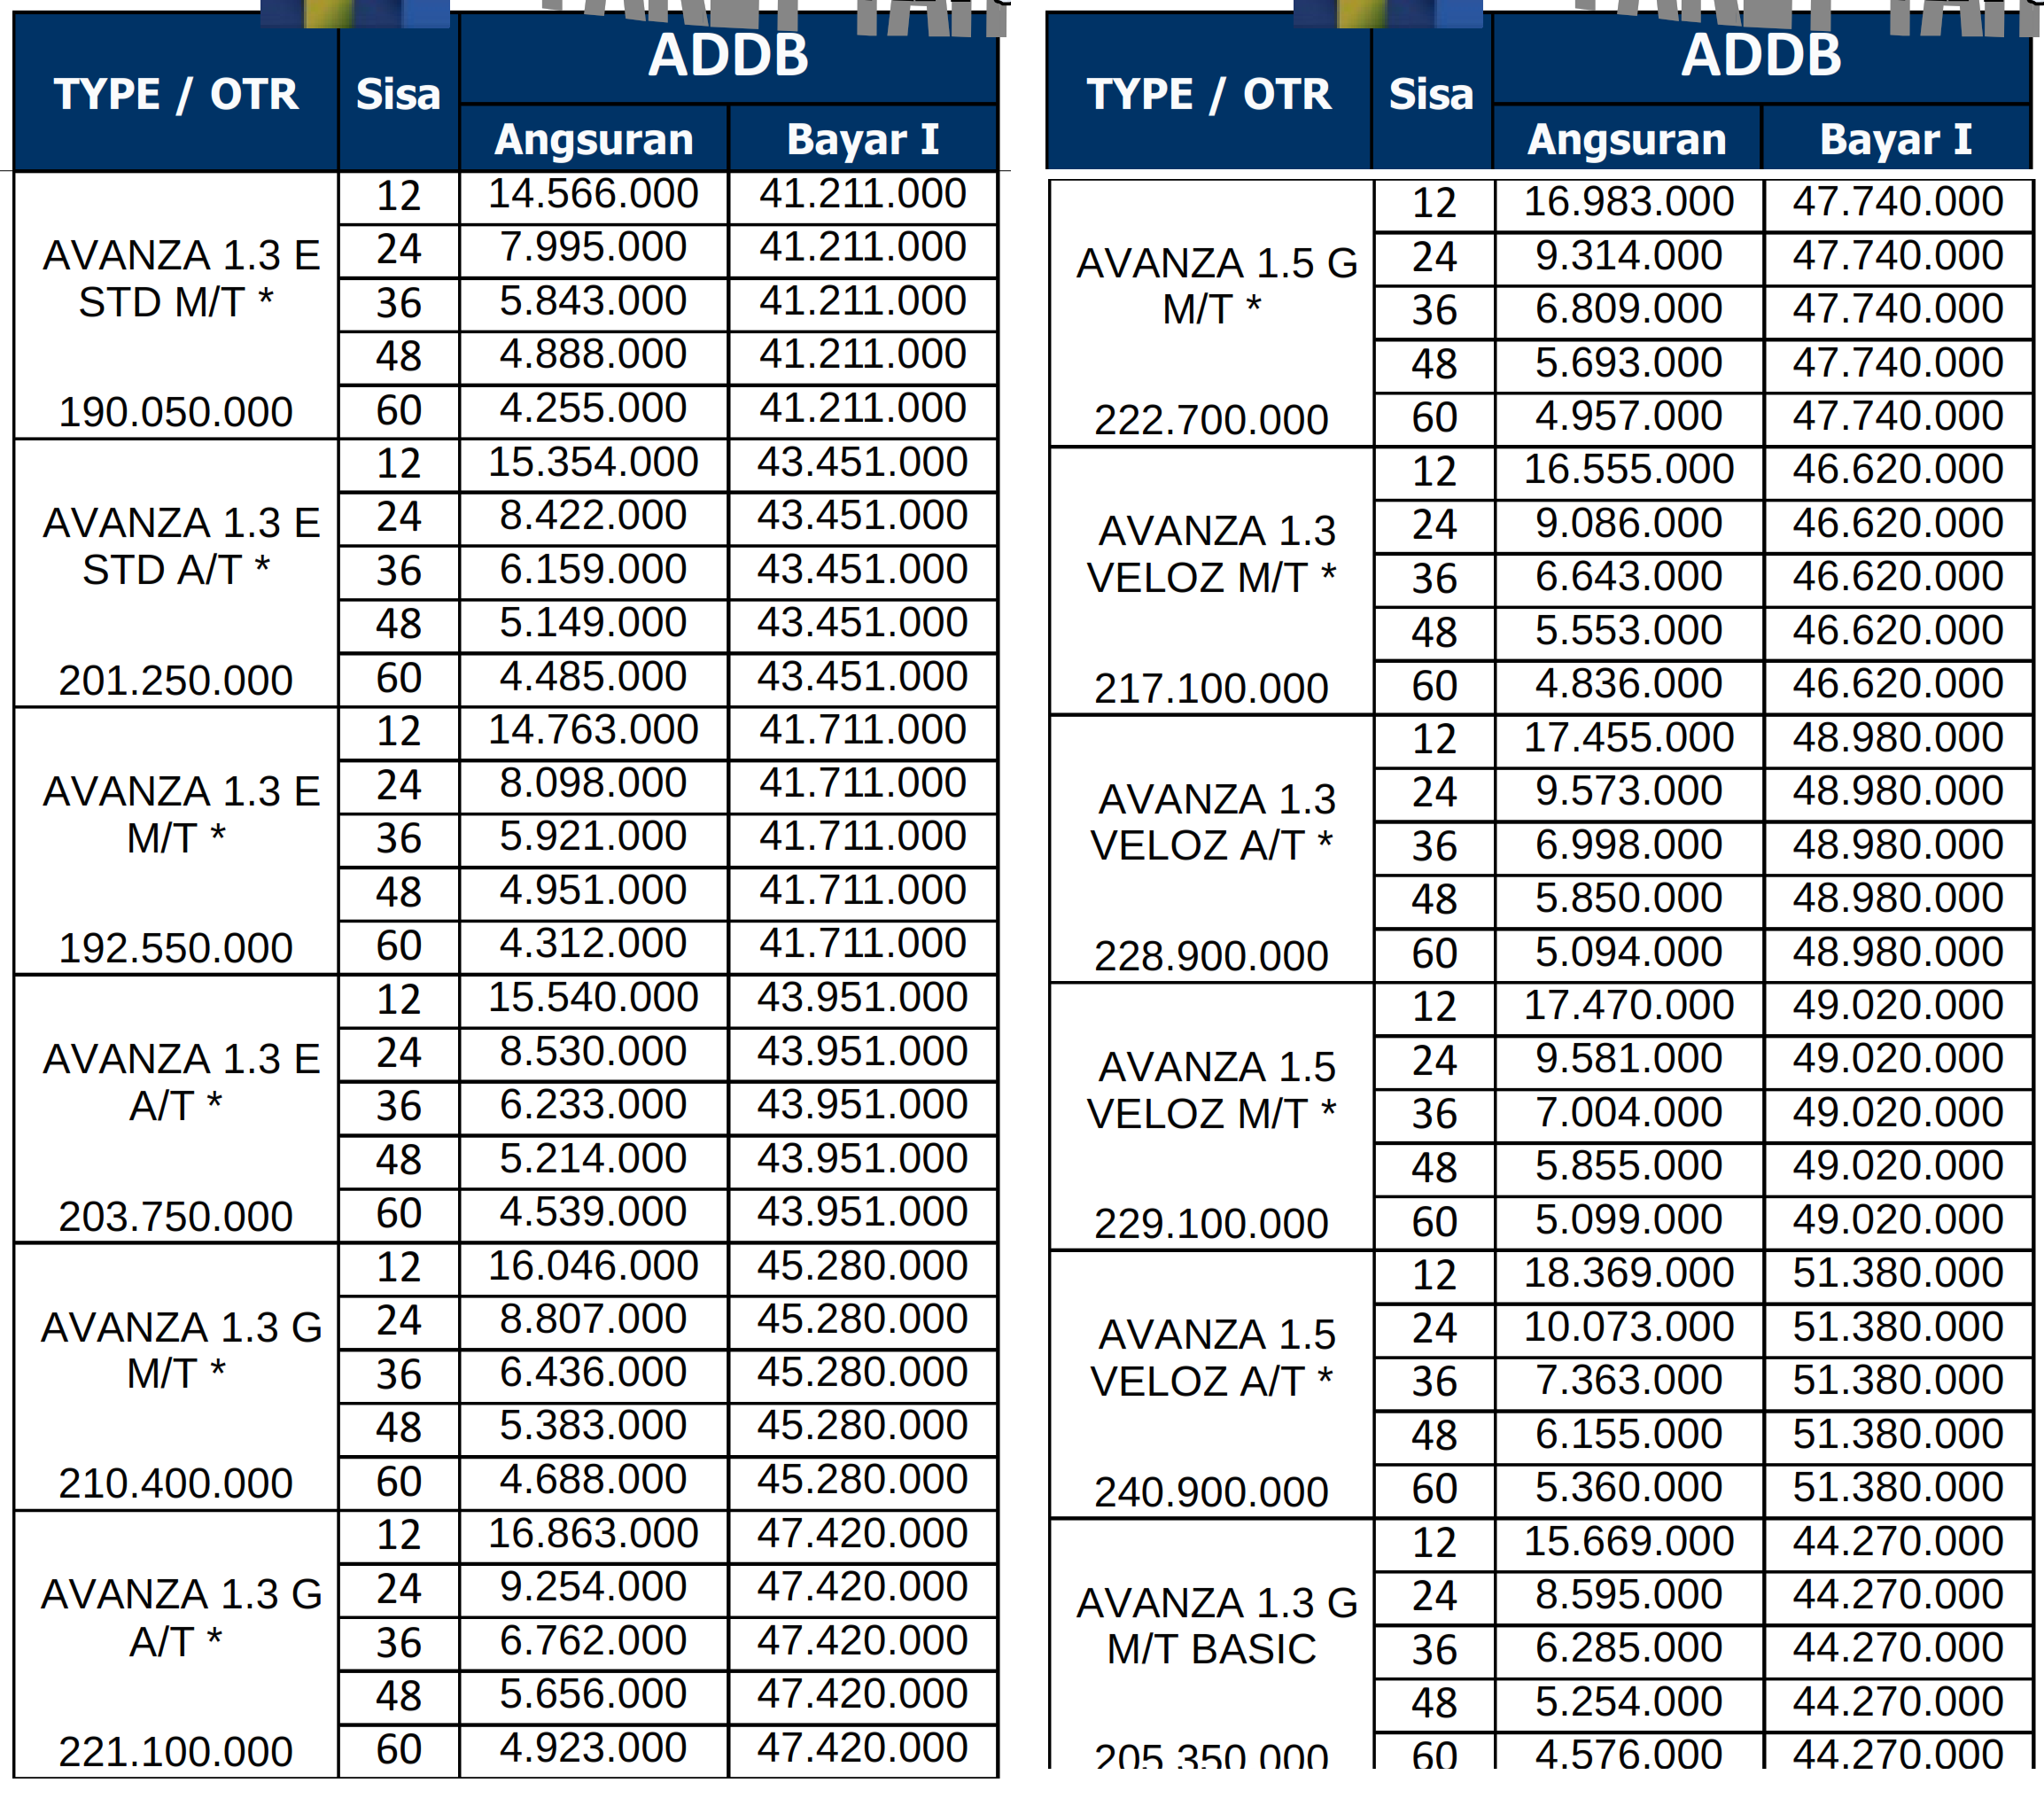 TYPE / OTR Sisa ADDB
Angsuran Bayar I
12 14.566.000 41.211.000
AVANZA 1.3 E 24 7.995.000 41.211.000
STD M/T * 36 5.843.000 41.211.000
48 4.888.000 41.211.000
190.050.000 60 4.255.000 41.211.000
12 15.354.000 43.451.000
AVANZA 1.3 E 24 8.422.000 43.451.000
STD A/T * 36 6.159.000 43.451.000
48 5.149.000 43.451.000
201.250.000 60 4.485.000 43.451.000
12 14.763.000 41.711.000
AVANZA 1.3 E 24 8.098.000 41.711.000
M/T * 36 5.921.000 41.711.000
48 4.951.000 41.711.000
192.550.000 60 4.312.000 41.711.000
12 15.540.000 43.951.000
AVANZA 1.3 E 24 8.530.000 43.951.000
A/T * 36 6.233.000 43.951.000
48 5.214.000 43.951.000
203.750.000 60 4.539.000 43.951.000
12 16.046.000 45.280.000
AVANZA 1.3 G 24 8.807.000 45.280.000
M/T * 36 6.436.000 45.280.000
48 5.383.000 45.280.000
210.400.000 60 4.688.000 45.280.000
12 16.863.000 47.420.000
AVANZA 1.3 G 24 9.254.000 47.420.000
A/T * 36 6.762.000 47.420.000
48 5.656.000 47.420.000
221.100.000 60 4.923.000 47.420.000
TYPE / OTR Sisa ADDB
Angsuran Bayar I
12 16.983.000 47.740.000
AVANZA 1.5 G 24 9.314.000 47.740.000
M/T * 36 6.809.000 47.740.000
48 5.693.000 47.740.000
222.700.000 60 4.957.000 47.740.000
12 16.555.000 46.620.000
AVANZA 1.3 24 9.086.000 46.620.000
VELOZ M/T * 36 6.643.000 46.620.000
48 5.553.000 46.620.000
217.100.000 60 4.836.000 46.620.000
12 17.455.000 48.980.000
AVANZA 1.3 24 9.573.000 48.980.000
VELOZ A/T * 36 6.998.000 48.980.000
48 5.850.000 48.980.000
228.900.000 60 5.094.000 48.980.000
12 17.470.000 49.020.000
AVANZA 1.5 24 9.581.000 49.020.000
VELOZ M/T * 36 7.004.000 49.020.000
48 5.855.000 49.020.000
229.100.000 60 5.099.000 49.020.000
12 18.369.000 51.380.000
AVANZA 1.5 24 10.073.000 51.380.000
VELOZ A/T * 36 7.363.000 51.380.000
48 6.155.000 51.380.000
240.900.000 60 5.360.000 51.380.000
12 15.669.000 44.270.000
AVANZA 1.3 G 24 8.595.000 44.270.000
M/T BASIC 36 6.285.000 44.270.000
48 5.254.000 44.270.000
205.350.000 60 4.576.000 44.270.000